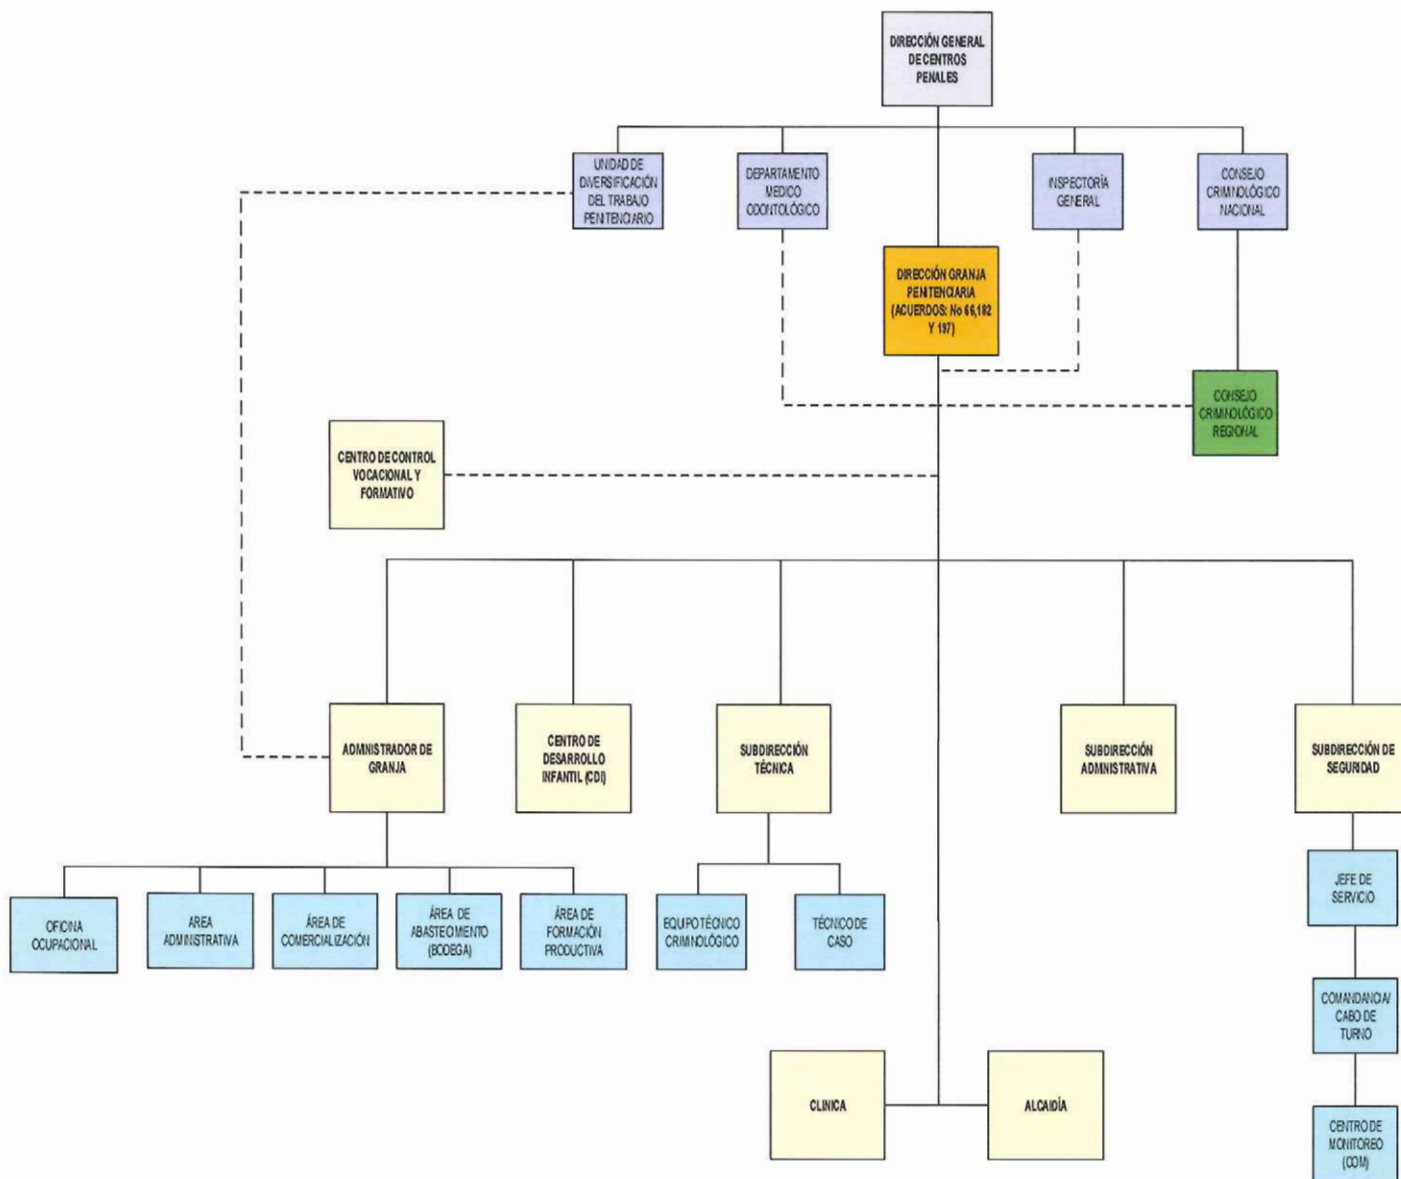 DIRECCIÓN GENERAL
DE CENTROS
PENALES
UNIDAD DE
DIVERSIFICACIÓN
DEL TRABAJO
PENITENCIARIO
DEPARTAMENTO
MEDICO
ODONTOLÓGICO
INSPECTORÍA
GENERAL
CONSEJO
CRIMINOLÓGICO
NACIONAL
DIRECCIÓN GRANJA
PENITENCIARIA
(ACUERDOS: No 66,182
Y 197)
CONSEJO
CRIMINOLÓGICO
REGIONAL
CENTRO DE CONTROL
VOCACIONAL Y
FORMATIVO
ADMINISTRADOR DE
GRANJA
CENTRO DE
DESARROLLO
INFANTIL (CDI)
SUBDIRECCIÓN
TÉCNICA
SUBDIRECCIÓN
ADMINISTRATIVA
SUBDIRECCIÓN DE
SEGURIDAD
OFICINA
OCUPACIONAL
AREA
ADMINISTRATIVA
ÁREA DE
COMERCIALIZACIÓN
ÁREA DE
ABASTECIMIENTO
(BODEGA)
ÁREA DE
FORMACIÓN
PRODUCTIVA
EQUIPO TÉCNICO
CRIMINOLÓGICO
TÉCNICO DE
CASO
JEFE DE
SERVICIO
COMANDANCIA/
CABO DE
TURNO
CLINICA
ALCAIDÍA
CENTRO DE
MONITOREO
(COM)